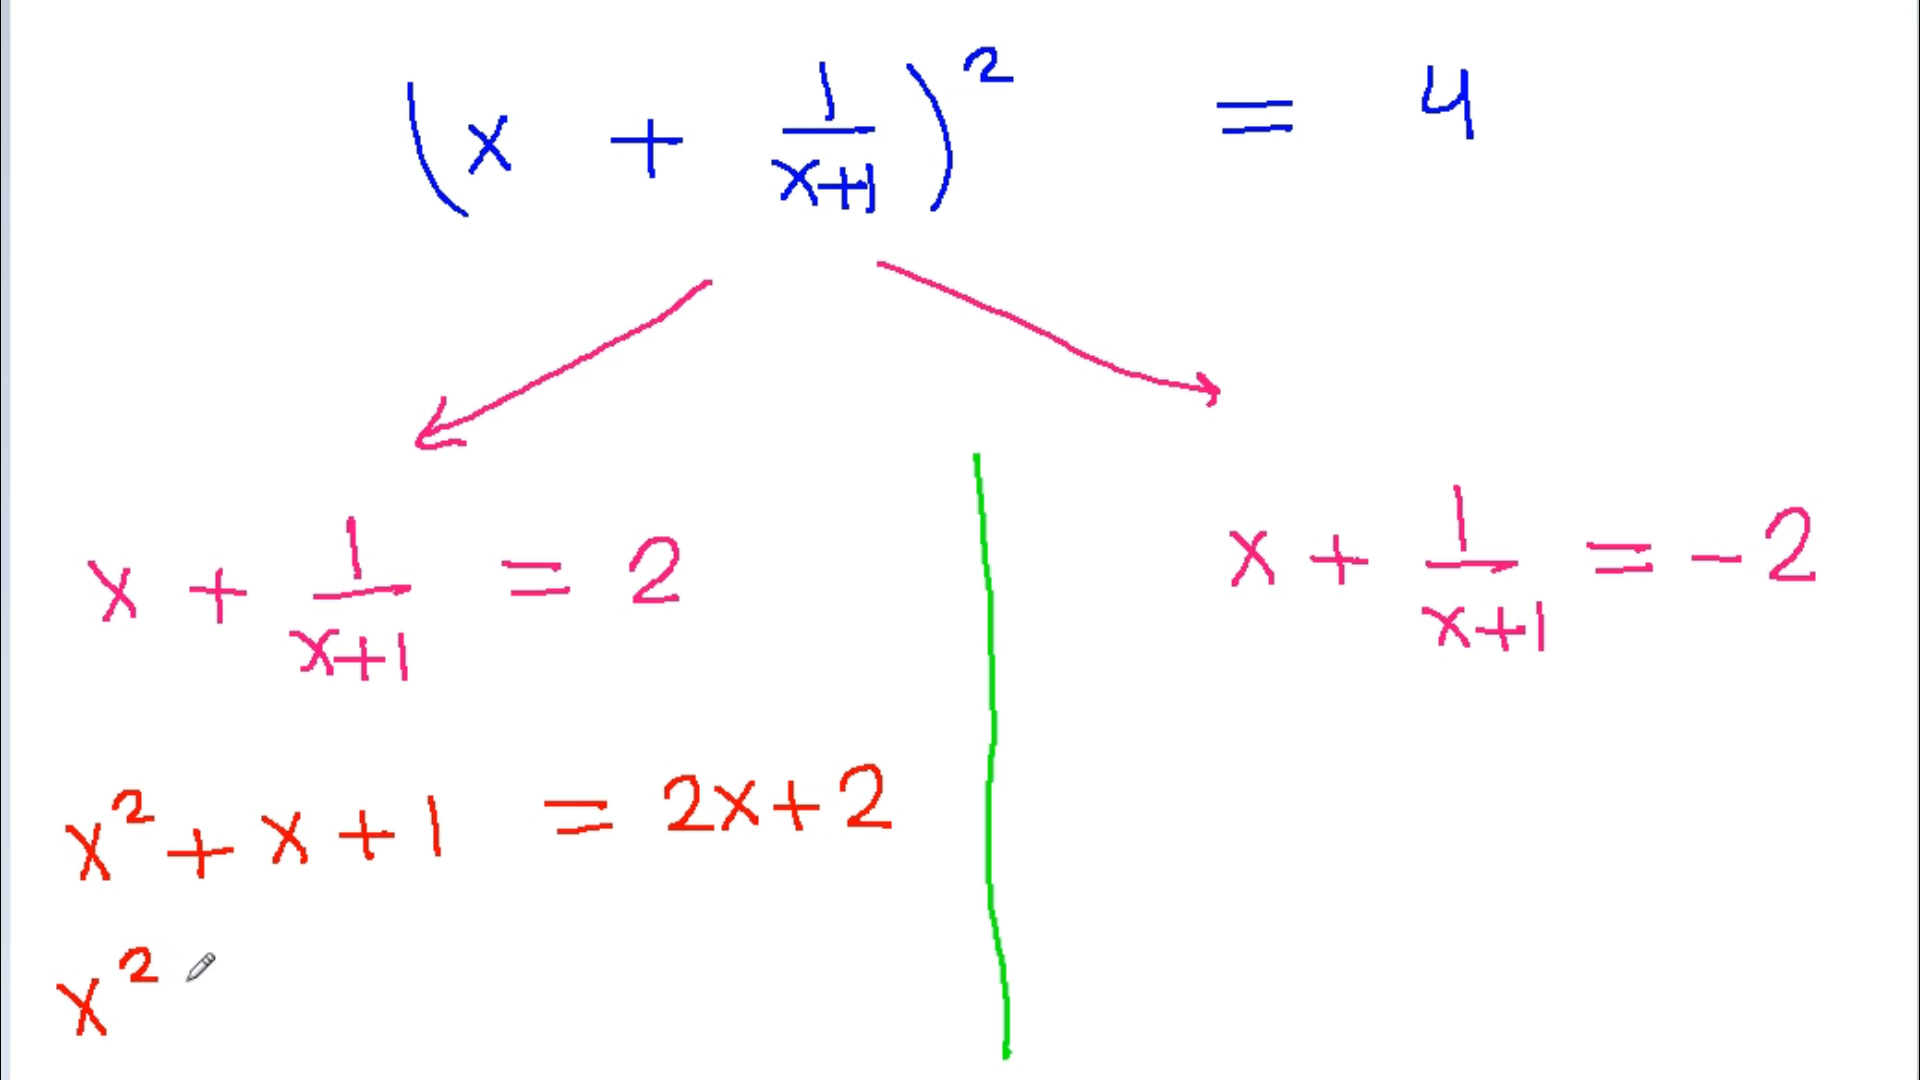 (x + 1/(x+1))² = 4
x + 1/(x+1) = 2
x + 1/(x+1) = -2
x² + x + 1 = 2x + 2
x²